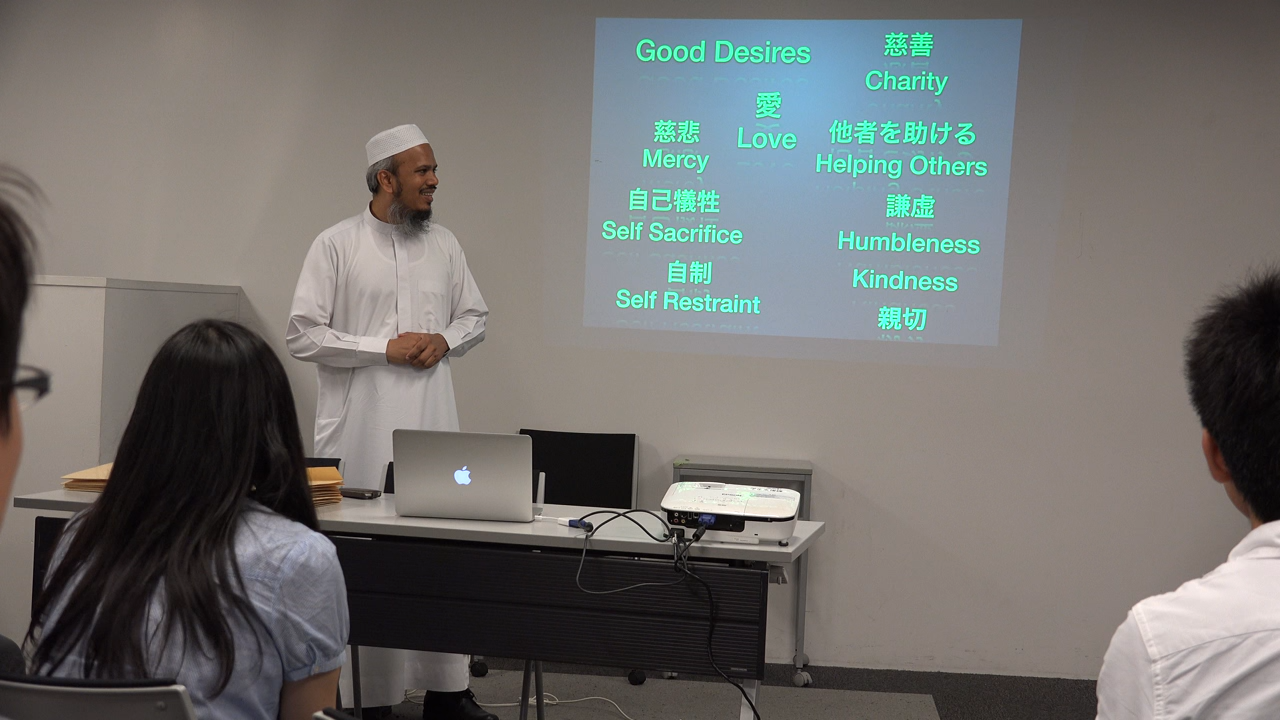 Good Desires
慈善
Charity
愛
Love
慈悲
Mercy
他者を助ける
Helping Others
自己犠牲
Self Sacrifice
謙虚
Humbleness
自制
Self Restraint
Kindness
親切